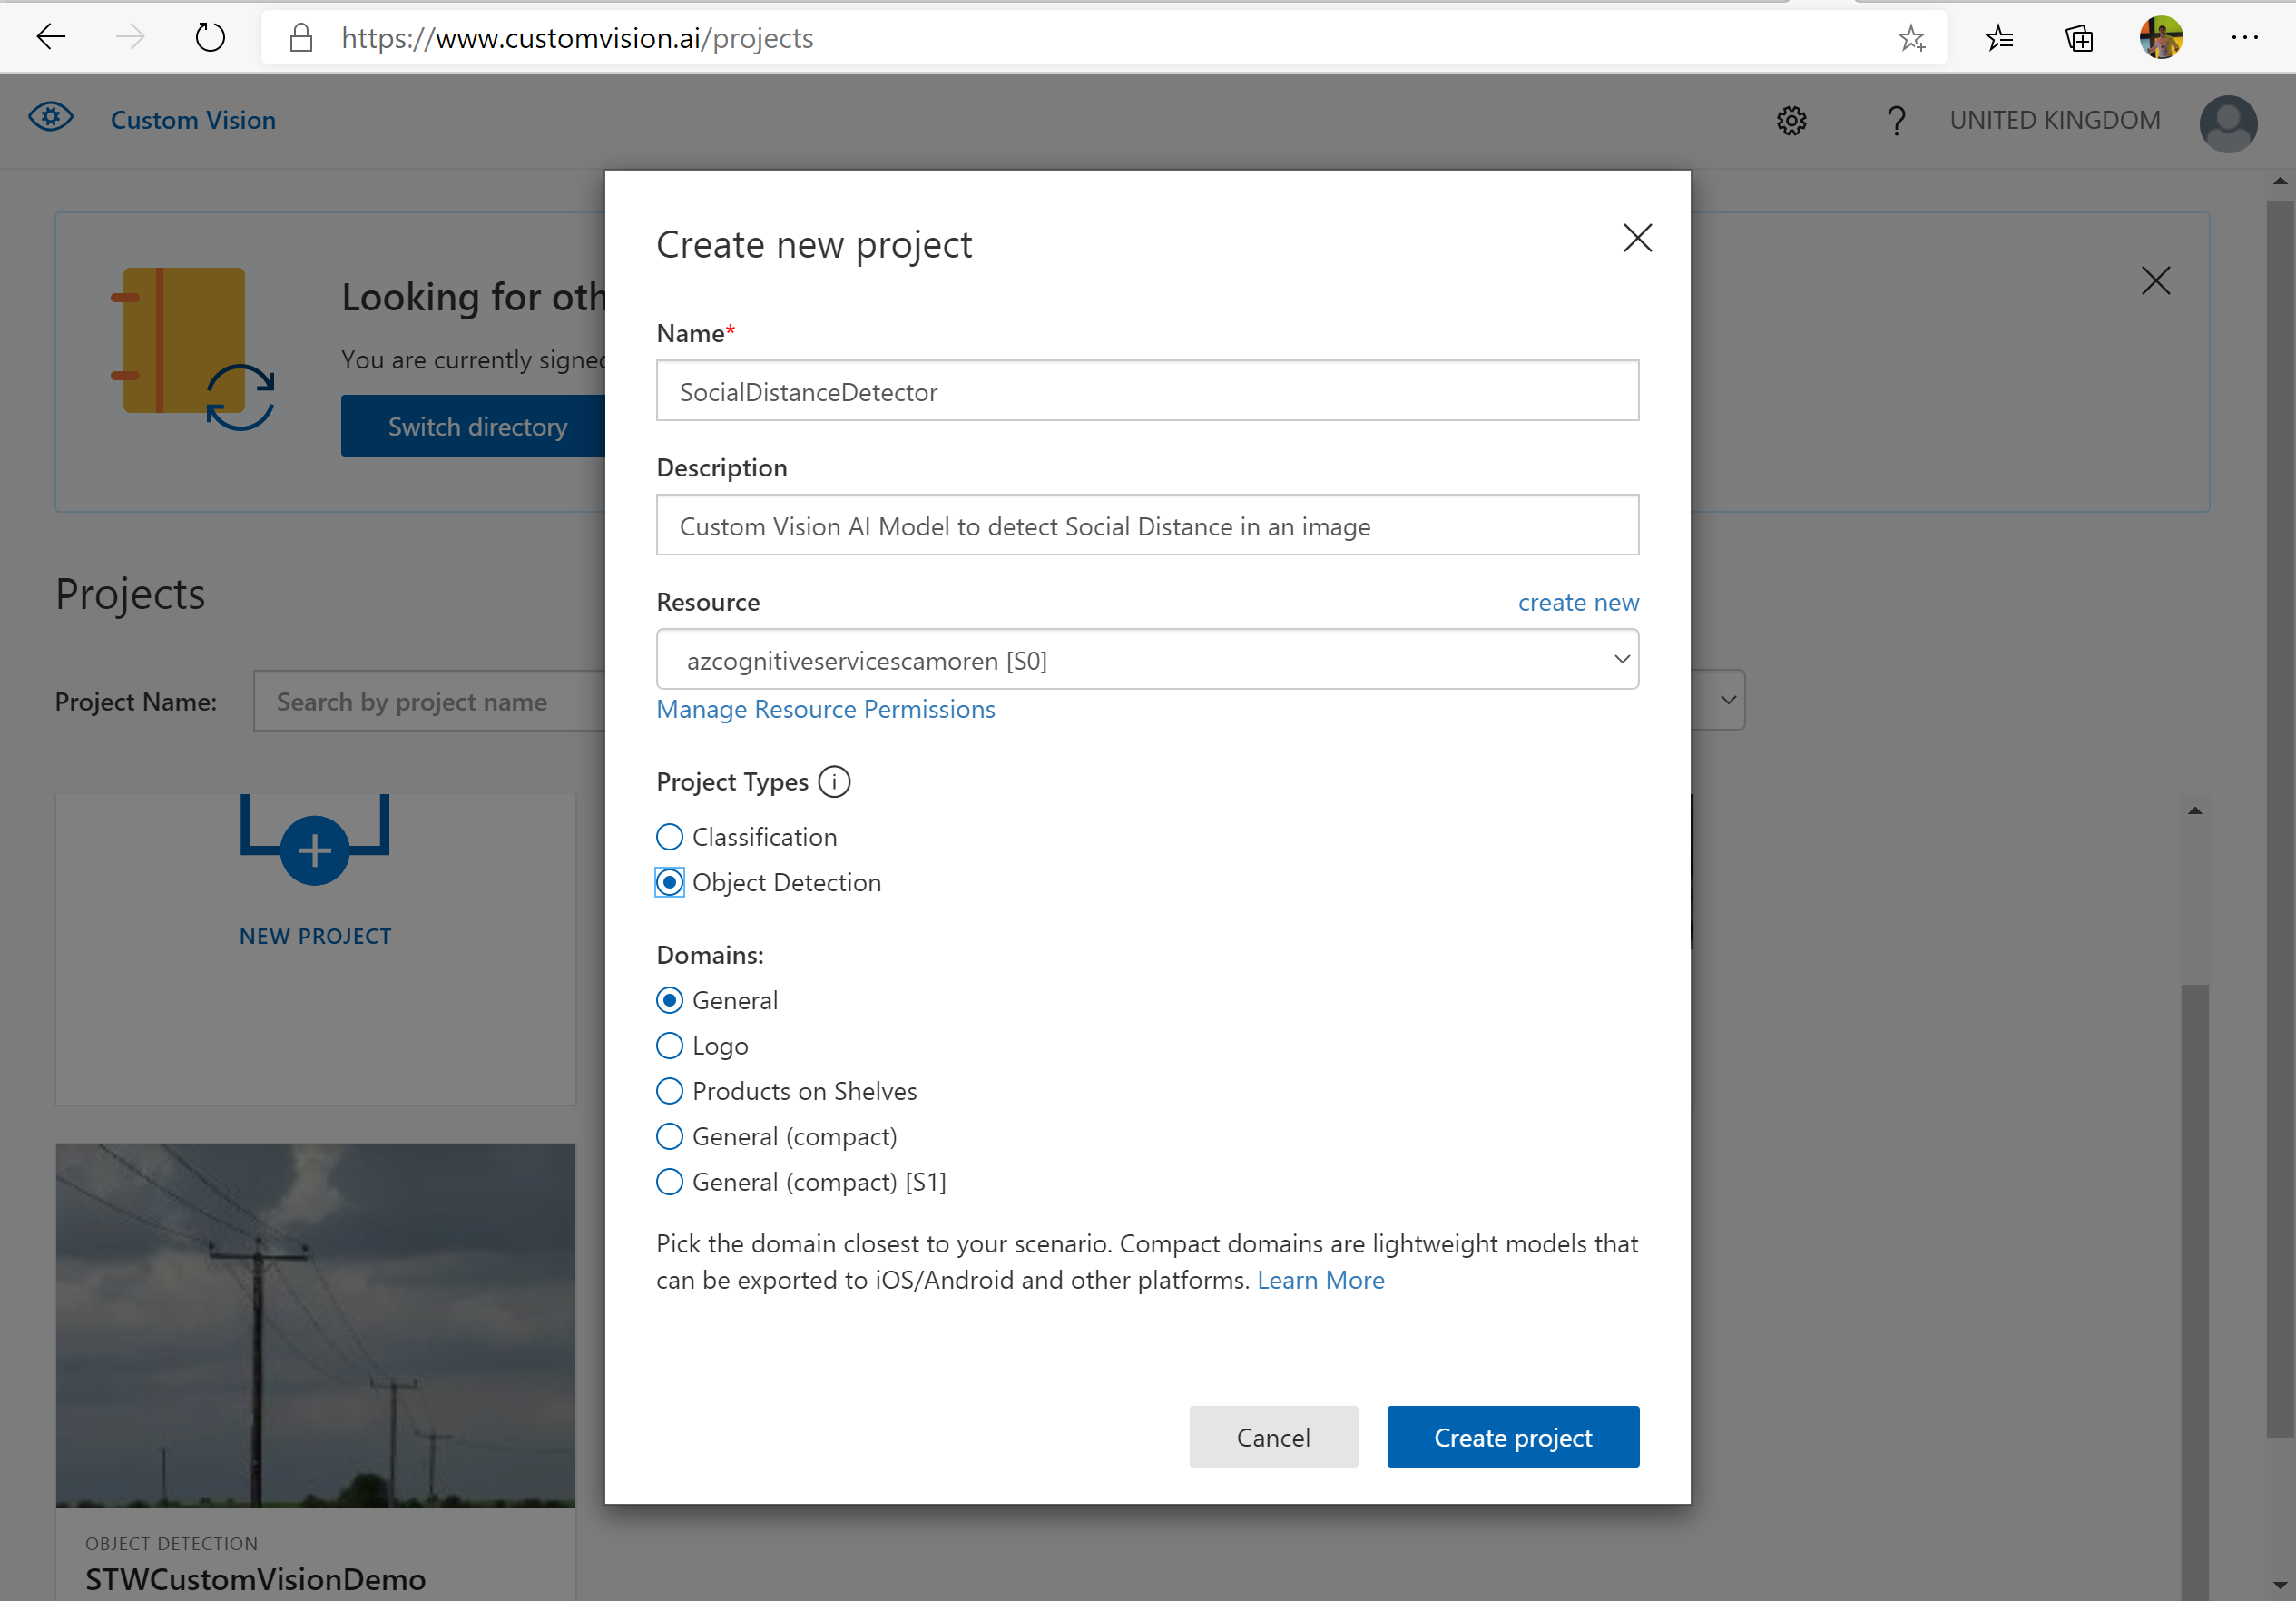 https://www.customvision.ai/projects
Custom Vision
? UNITED KINGDOM
Looking for oth
You are currently signed
Switch directory
Projects
Project Name:
Search by project name
NEW PROJECT
OBJECT DETECTION
STWCustomVisionDemo
Create new project
Name*
SocialDistanceDetector
Description
Custom Vision AI Model to detect Social Distance in an image
Resource create new
azcognitiveservicescamoren [S0]
Manage Resource Permissions
Project Types i
Classification
Object Detection
Domains:
General
Logo
Products on Shelves
General (compact)
General (compact) [S1]
Pick the domain closest to your scenario. Compact domains are lightweight models that
can be exported to iOS/Android and other platforms. Learn More
Cancel
Create project